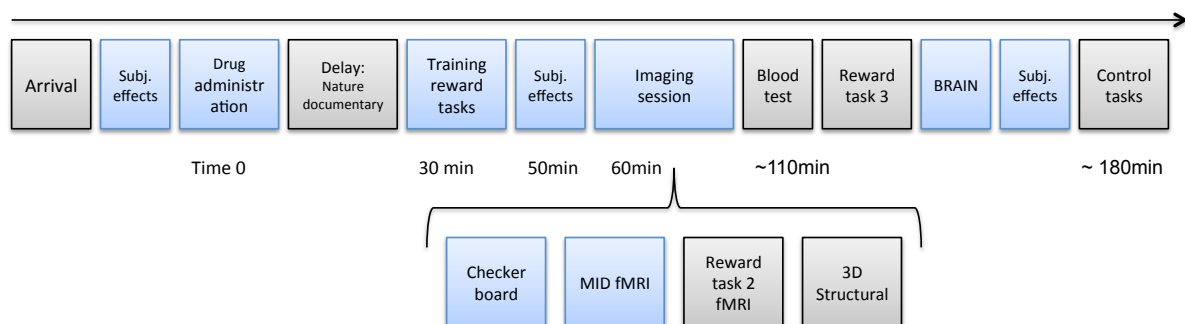 Arrival
Subj.
effects
Drug
administr
ation
Delay:
Nature
documentary
Training
reward
tasks
Subj.
effects
Imaging
session
Blood
test
Reward
task 3
BRAIN
Subj.
effects
Control
tasks
Time 0
30 min
50min
60min
~110min
~ 180min
Checker
board
MID fMRI
Reward
task 2
fMRI
3D
Structural